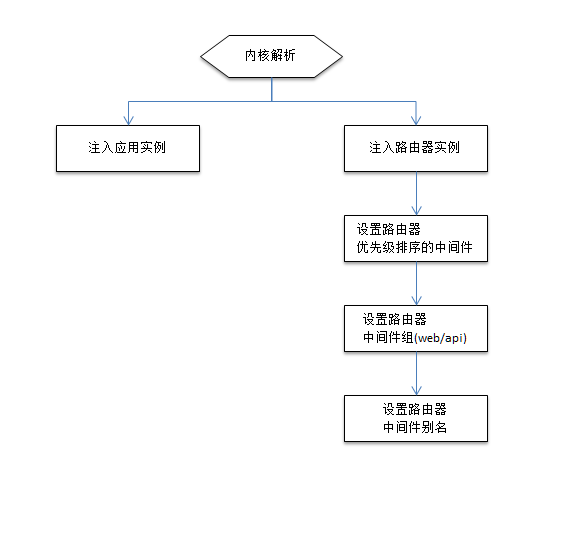 内核解析
注入应用实例
注入路由器实例
设置路由器
优先级排序的中间件
设置路由器
中间件组(web/api)
设置路由器
中间件别名